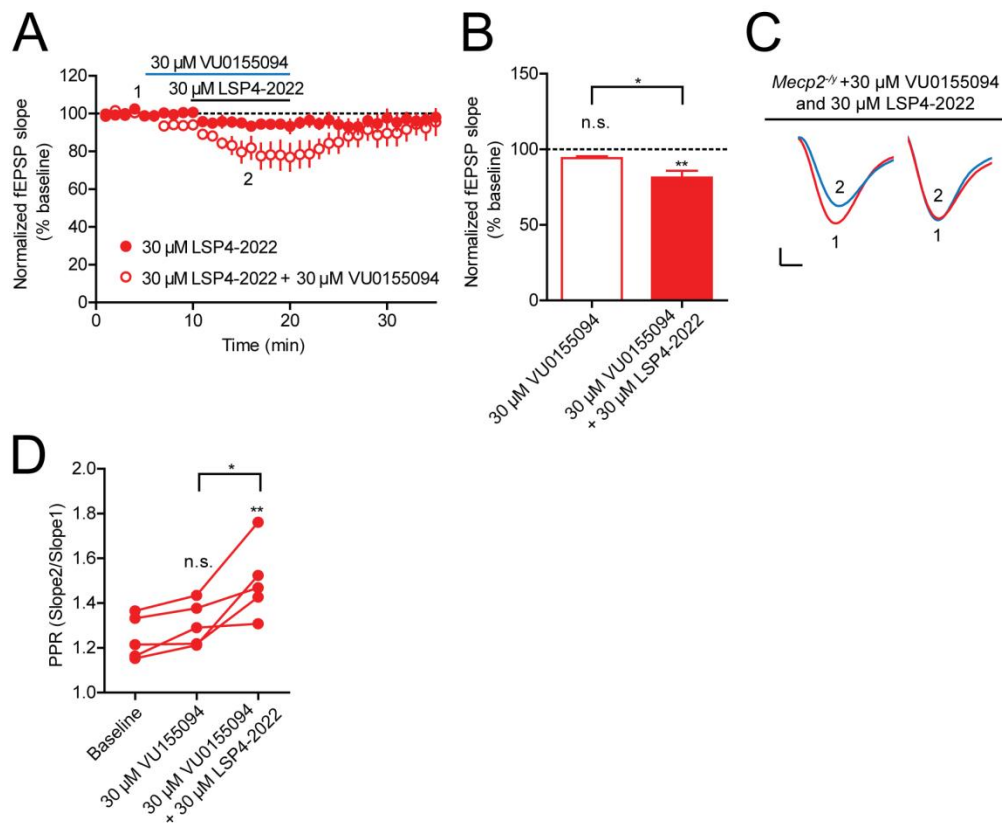 A
30 µM VU0155094
30 µM LSP4-2022
1
2
Normalized fEPSP slope
(% baseline)
120
100
80
60
40
20
0
30 µM LSP4-2022
30 µM LSP4-2022 + 30 µM VU0155094
0
10
20
30
Time (min)
B
Normalized fEPSP slope
(% baseline)
150
100
50
0
*
n.s.
**
30 µM VU0155094
30 µM VU0155094
+ 30 µM LSP4-2022
C
Mecp2-/y +30 µM VU0155094
and 30 µM LSP4-2022
2
1
2
1
D
PPR (Slope2/Slope1)
2.0
1.8
1.6
1.4
1.2
1.0
*
n.s.
**
Baseline
30 µM VU155094
30 µM VU0155094
+ 30 µM LSP4-2022